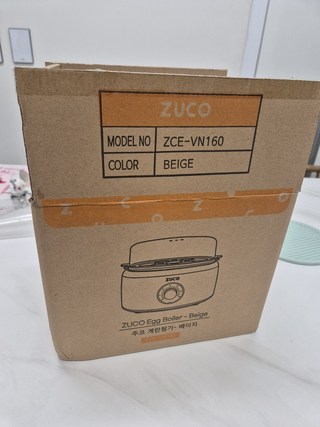 ZUCO
MODEL NO ZCE-VN160
COLOR BEIGE
ZUCO
ZUCO Egg Boiler - Beige
주코 계란찜기- 베이지